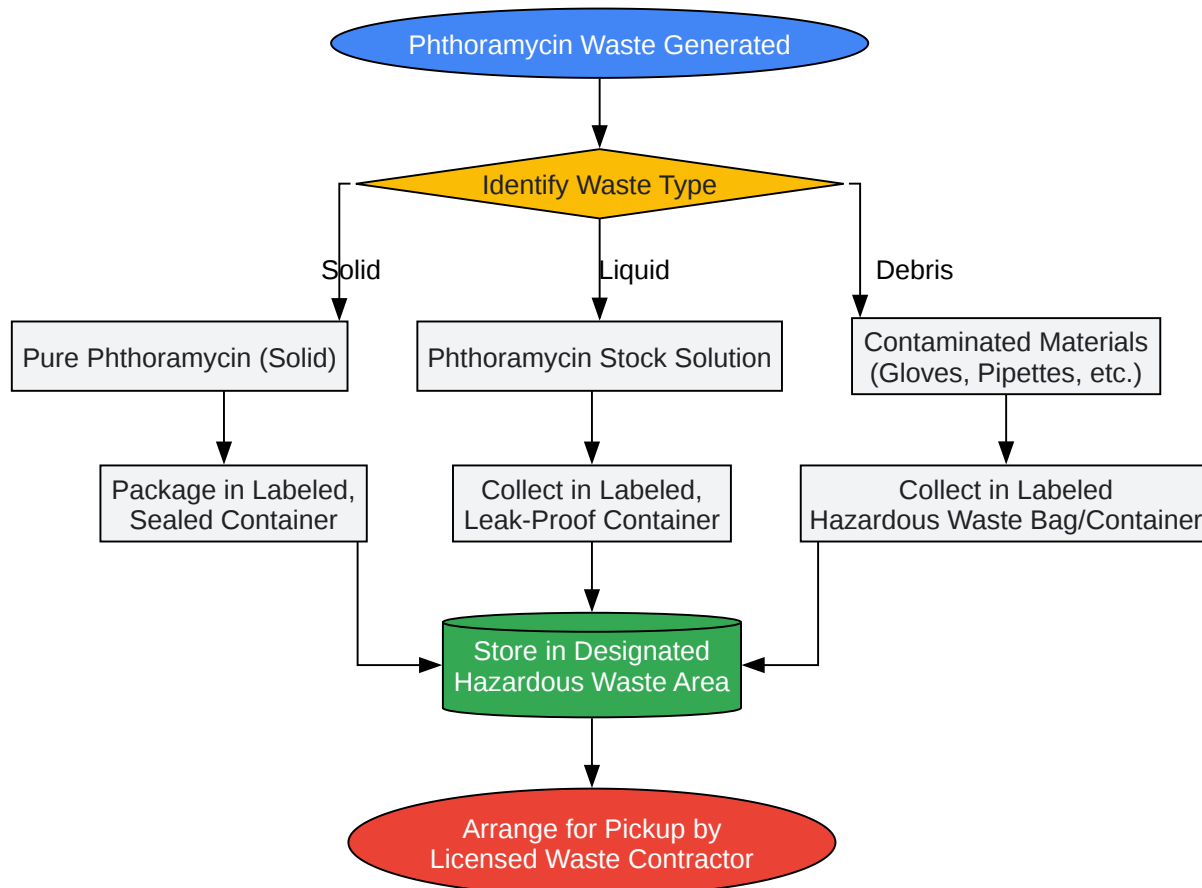 Phthoramycin Waste Generated
Identify Waste Type
Solid
Liquid
Debris
Pure Phthoramycin (Solid)
Phthoramycin Stock Solution
Contaminated Materials
(Gloves, Pipettes, etc.)
Package in Labeled,
Sealed Container
Collect in Labeled,
Leak-Proof Container
Collect in Labeled
Hazardous Waste Bag/Container
Store in Designated
Hazardous Waste Area
Arrange for Pickup by
Licensed Waste Contractor